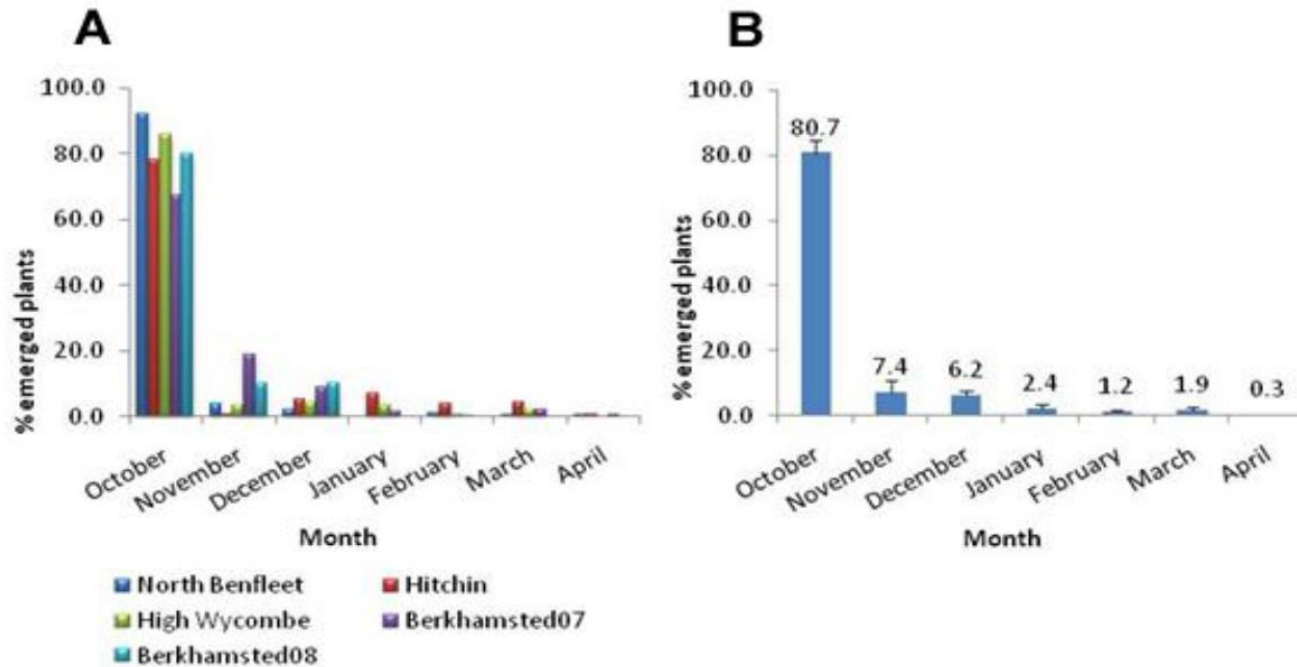 A
100.0
80.0
60.0
40.0
20.0
0.0
% emerged plants
October
November
December
January
February
March
April
Month
North Benfleet
Hitchin
High Wycombe
Berkhamsted07
Berkhamsted08
B
100.0
80.0
60.0
40.0
20.0
0.0
% emerged plants
80.7
7.4
6.2
2.4
1.2
1.9
0.3
October
November
December
January
February
March
April
Month